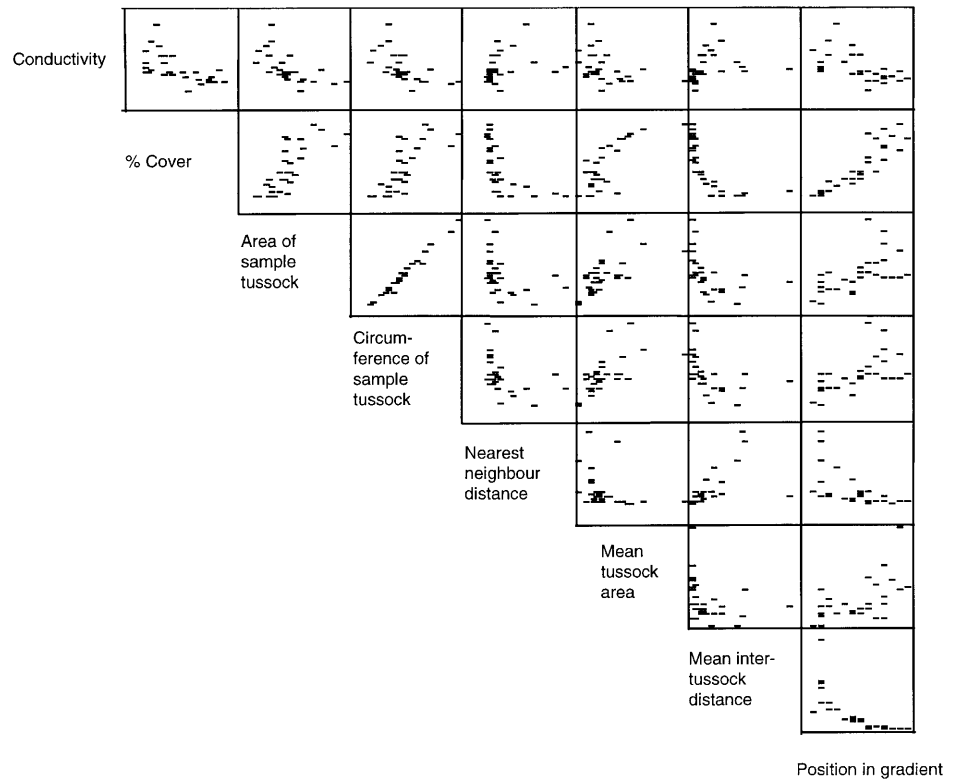 Conductivity
% Cover
Area of
sample
tussock
Circum-
ference of
sample
tussock
Nearest
neighbour
distance
Mean
tussock
area
Mean inter-
tussock
distance
Position in gradient